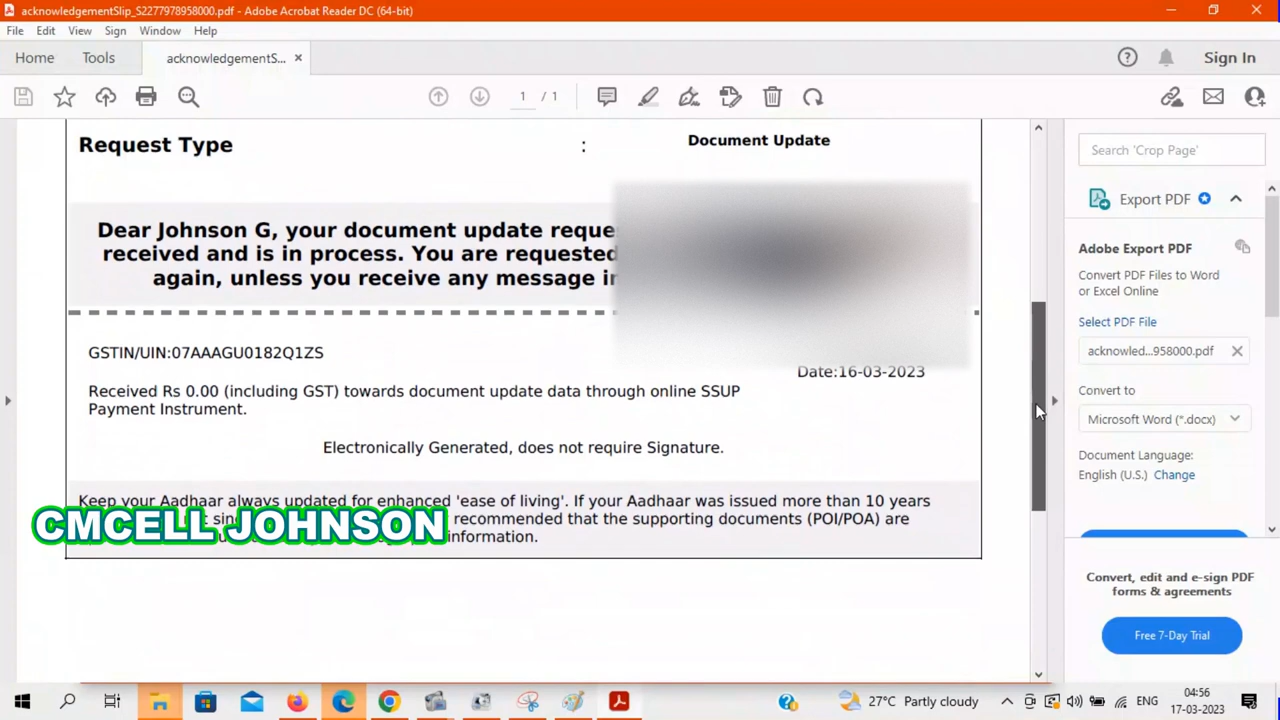 acknowledgementSlip_S2277978958000.pdf - Adobe Acrobat Reader DC (64-bit)
File Edit View Sign Window Help
Home Tools acknowledgementS... Sign In
1 / 1
Request Type : Document Update
Search 'Crop Page'
Export PDF
Dear Johnson G, your document update reque
received and is in process. You are requested
again, unless you receive any message
Adobe Export PDF
Convert PDF Files to Word
or Excel Online
Select PDF File
acknowled...958000.pdf
GSTIN/UIN:07AAAGU0182Q1ZS
Date:16-03-2023
Received Rs 0.00 (including GST) towards document update data through online SSUP
Payment Instrument.
Electronically Generated, does not require Signature.
Convert to
Microsoft Word (*.docx)
Document Language:
English (U.S.) Change
Keep your Aadhaar always updated for enhanced 'ease of living'. If your Aadhaar was issued more than 10 years
recommended that the supporting documents (POI/POA) are
information.
CMCELL JOHNSON
Convert, edit and e-sign PDF
forms & agreements
Free 7-Day Trial
27°C Partly cloudy ENG 04:56
17-03-2023